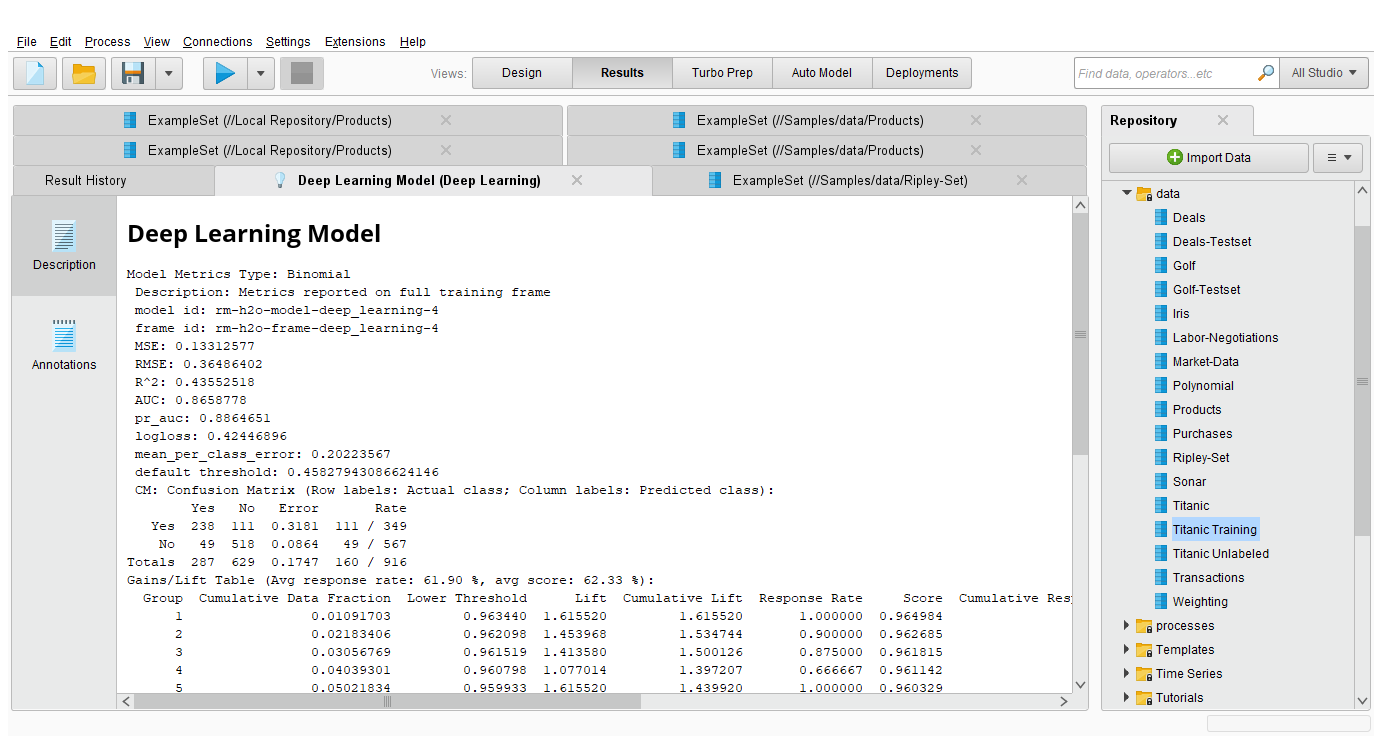 File Edit Process View Connections Settings Extensions Help
Views: Design Results Turbo Prep Auto Model Deployments
Find data, operators...etc All Studio
ExampleSet (//Local Repository/Products) ExampleSet (//Samples/data/Products)
ExampleSet (//Local Repository/Products) ExampleSet (//Samples/data/Products)
Result History Deep Learning Model (Deep Learning) ExampleSet (//Samples/data/Ripley-Set)
Description
Annotations
Deep Learning Model
Model Metrics Type: Binomial
Description: Metrics reported on full training frame
model id: rm-h2o-model-deep_learning-4
frame id: rm-h2o-frame-deep_learning-4
MSE: 0.13312577
RMSE: 0.36486402
R^2: 0.43552518
AUC: 0.8658778
pr_auc: 0.8864651
logloss: 0.42446896
mean_per_class_error: 0.20223567
default threshold: 0.45827943086624146
CM: Confusion Matrix (Row labels: Actual class; Column labels: Predicted class):
Yes No Error Rate
Yes 238 111 0.3181 111 / 349
No 49 518 0.0864 49 / 567
Totals 287 629 0.1747 160 / 916
Gains/Lift Table (Avg response rate: 61.90 %, avg score: 62.33 %):
Group Cumulative Data Fraction Lower Threshold Lift Cumulative Lift Response Rate Score Cumulative Res
1 0.01091703 0.963440 1.615520 1.615520 1.000000 0.964984
2 0.02183406 0.962098 1.453968 1.534744 0.900000 0.962685
3 0.03056769 0.961519 1.413580 1.500126 0.875000 0.961815
4 0.04039301 0.960798 1.077014 1.397207 0.666667 0.961142
5 0.05021834 0.959933 1.615520 1.439920 1.000000 0.960329
Repository
Import Data
data
Deals
Deals-Testset
Golf
Golf-Testset
Iris
Labor-Negotiations
Market-Data
Polynomial
Products
Purchases
Ripley-Set
Sonar
Titanic
Titanic Training
Titanic Unlabeled
Transactions
Weighting
processes
Templates
Time Series
Tutorials